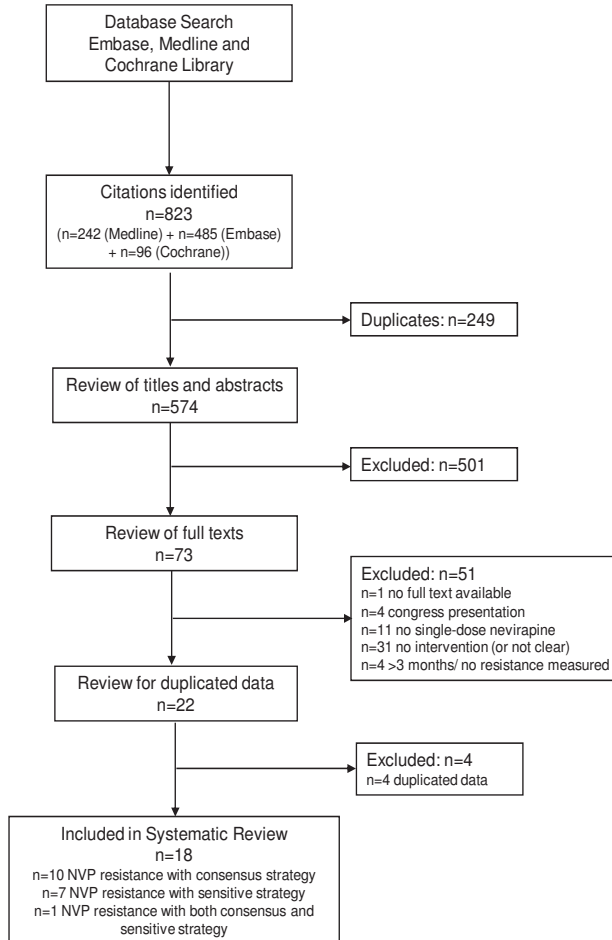 Database Search
Embase, Medline and
Cochrane Library
Citations identified
n=823
(n=242 (Medline) + n=485 (Embase)
+ n=96 (Cochrane))
Duplicates: n=249
Review of titles and abstracts
n=574
Excluded: n=501
Review of full texts
n=73
Excluded: n=51
n=1 no full text available
n=4 congress presentation
n=11 no single-dose nevirapine
n=31 no intervention (or not clear)
n=4 >3 months/ no resistance measured
Review for duplicated data
n=22
Excluded: n=4
n=4 duplicated data
Included in Systematic Review
n=18
n=10 NVP resistance with consensus strategy
n=7 NVP resistance with sensitive strategy
n=1 NVP resistance with both consensus and
sensitive strategy